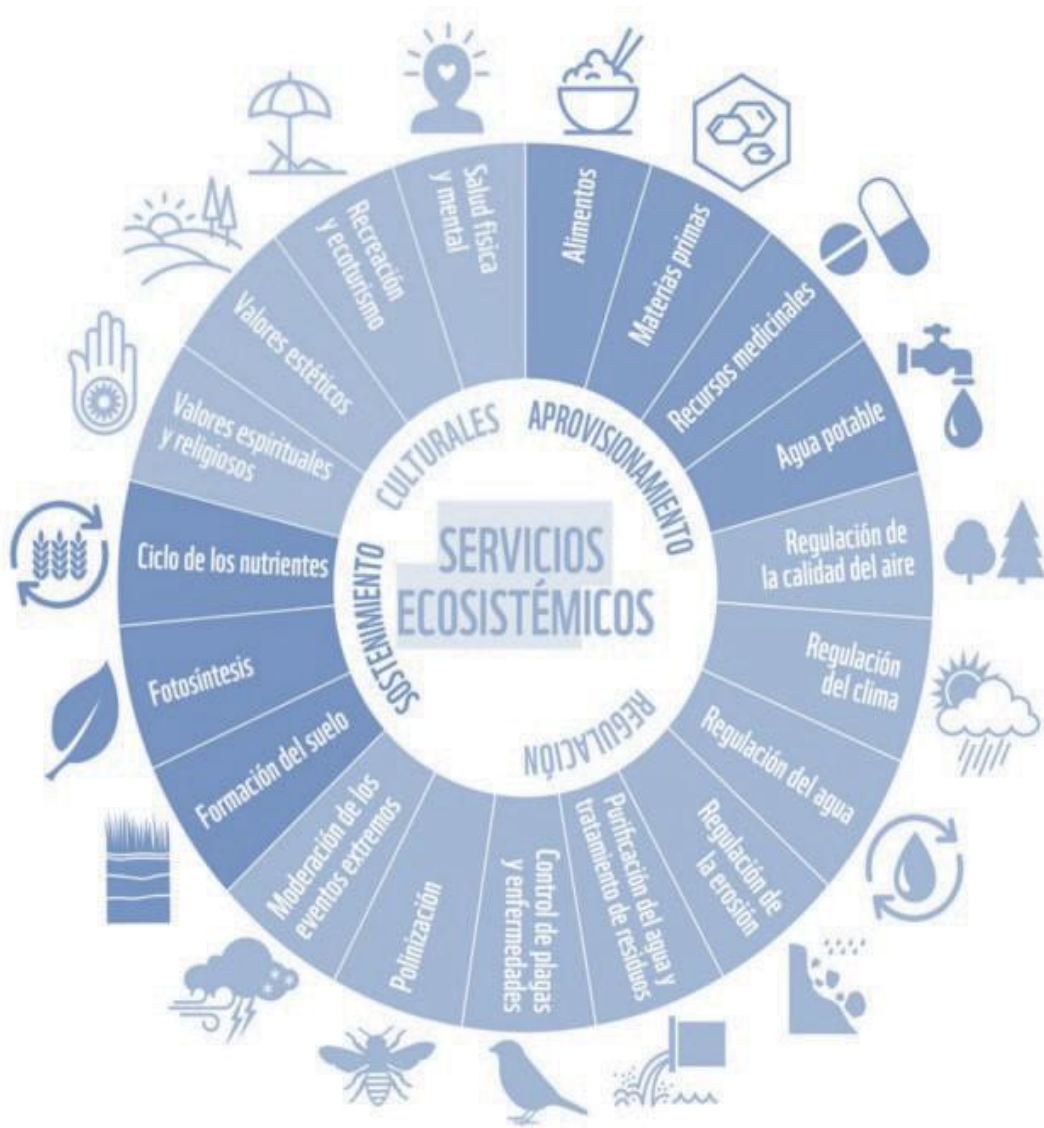 SERVICIOS
ECOSISTÉMICOS
APROVISIONAMIENTO
Alimentos
Materias primas
Recursos medicinales
Agua potable
REGULACIÓN
Regulación de
la calidad del aire
Regulación
del clima
Regulación del agua
Regulación de
la erosión
Purificación del agua y
tratamiento de residuos
Control de plagas
y enfermedades
Polinización
Moderación de los
eventos extremos
SOSTENIMIENTO
Formación del suelo
Fotosíntesis
Ciclo de los nutrientes
CULTURALES
Valores espirituales
y religiosos
Valores estéticos
Recreación
y ecoturismo
Salud física
y mental